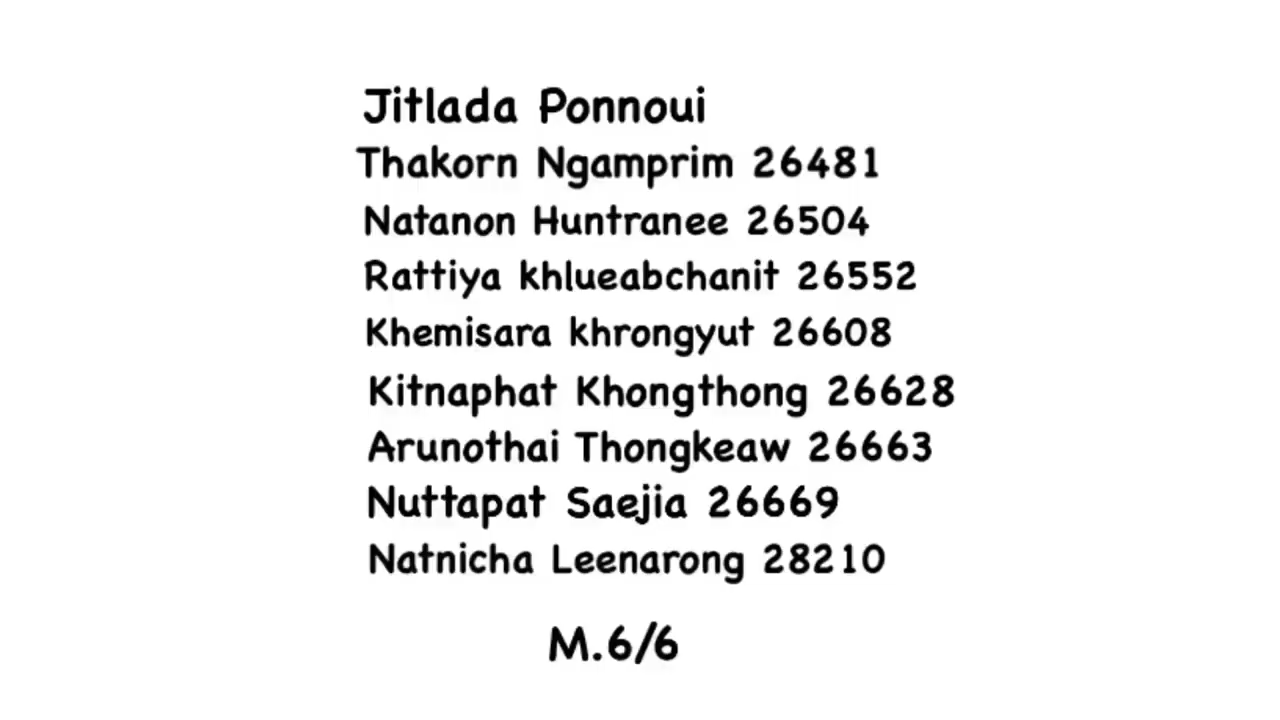 Jitlada Ponnoui
Thakorn Ngamprim 26481
Natanon Huntranee 26504
Rattiya khlueabchanit 26552
Khemisara khrongyut 26608
Kitnaphat Khongthong 26628
Arunothai Thongkeaw 26663
Nuttapat Saejia 26669
Natnicha Leenarong 28210
M.6/6